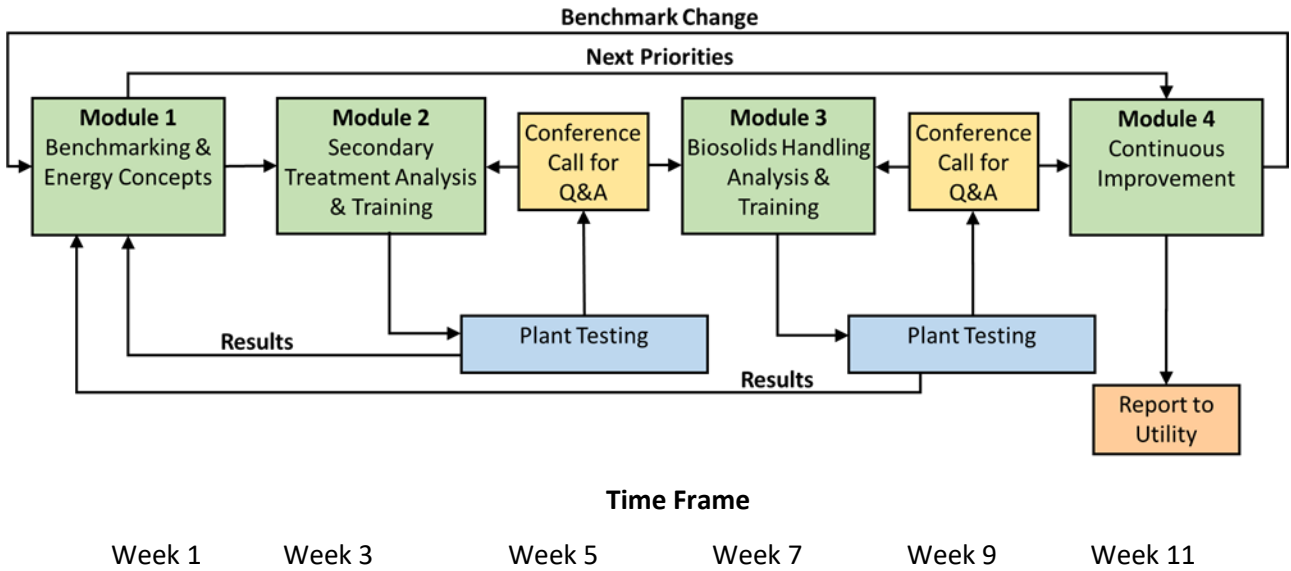 Benchmark Change
Next Priorities
Module 1
Benchmarking &
Energy Concepts
Module 2
Secondary
Treatment Analysis
& Training
Conference
Call for
Q&A
Module 3
Biosolids Handling
Analysis &
Training
Conference
Call for
Q&A
Module 4
Continuous
Improvement
Plant Testing
Results
Plant Testing
Results
Report to
Utility
Time Frame
Week 1 Week 3 Week 5 Week 7 Week 9 Week 11